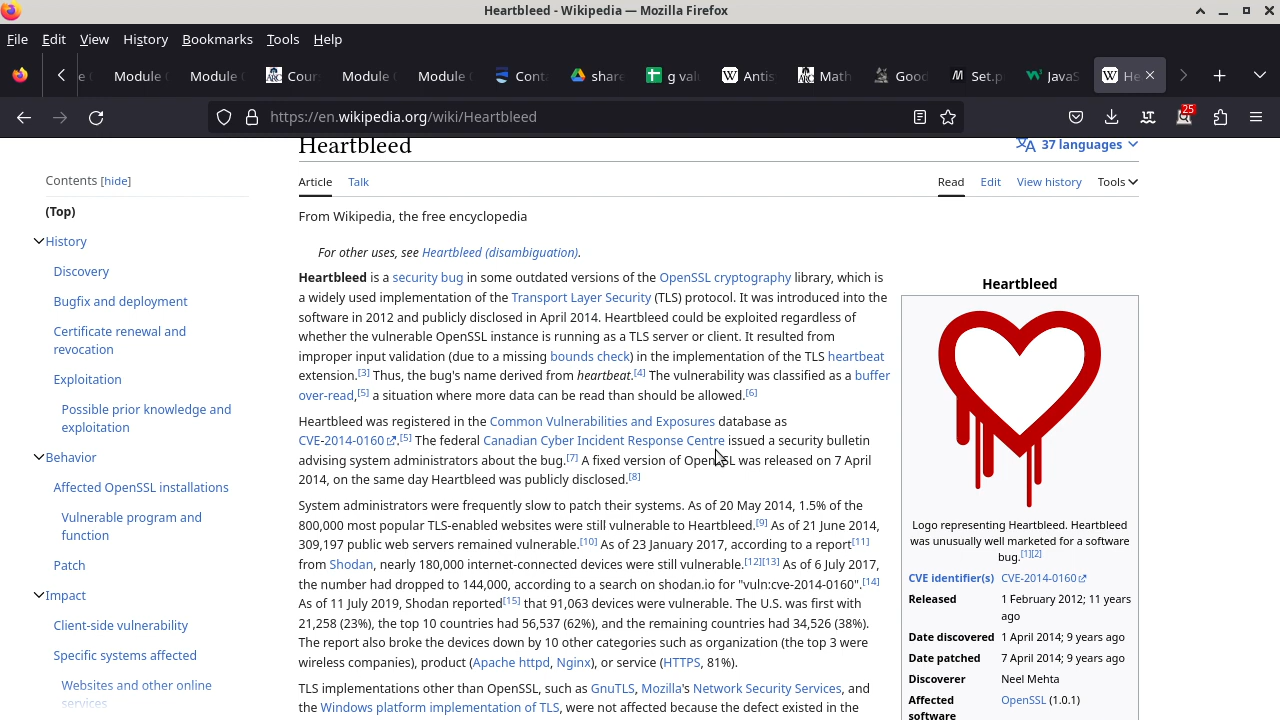 Heartbleed - Wikipedia — Mozilla Firefox
File Edit View History Bookmarks Tools Help
Module Module Cour Module Module Cont share g val Antis Math Good Set.p JavaS He
https://en.wikipedia.org/wiki/Heartbleed 25
Heartbleed
37 languages
Article Talk
Read Edit View history Tools
From Wikipedia, the free encyclopedia
Contents [hide]
(Top)
History
Discovery
Bugfix and deployment
Certificate renewal and
revocation
Exploitation
Possible prior knowledge and
exploitation
Behavior
Affected OpenSSL installations
Vulnerable program and
function
Patch
Impact
Client-side vulnerability
Specific systems affected
Websites and other online
services
For other uses, see Heartbleed (disambiguation).
Heartbleed is a security bug in some outdated versions of the OpenSSL cryptography library, which is
a widely used implementation of the Transport Layer Security (TLS) protocol. It was introduced into the
software in 2012 and publicly disclosed in April 2014. Heartbleed could be exploited regardless of
whether the vulnerable OpenSSL instance is running as a TLS server or client. It resulted from
improper input validation (due to a missing bounds check) in the implementation of the TLS heartbeat
extension.[3] Thus, the bug's name derived from heartbeat.[4] The vulnerability was classified as a buffer
over-read,[5] a situation where more data can be read than should be allowed.[6]
Heartbleed was registered in the Common Vulnerabilities and Exposures database as
CVE-2014-0160.[5] The federal Canadian Cyber Incident Response Centre issued a security bulletin
advising system administrators about the bug.[7] A fixed version of OpenSSL was released on 7 April
2014, on the same day Heartbleed was publicly disclosed.[8]
System administrators were frequently slow to patch their systems. As of 20 May 2014, 1.5% of the
800,000 most popular TLS-enabled websites were still vulnerable to Heartbleed.[9] As of 21 June 2014,
309,197 public web servers remained vulnerable.[10] As of 23 January 2017, according to a report[11]
from Shodan, nearly 180,000 internet-connected devices were still vulnerable.[12][13] As of 6 July 2017,
the number had dropped to 144,000, according to a search on shodan.io for "vuln:cve-2014-0160".[14]
As of 11 July 2019, Shodan reported[15] that 91,063 devices were vulnerable. The U.S. was first with
21,258 (23%), the top 10 countries had 56,537 (62%), and the remaining countries had 34,526 (38%).
The report also broke the devices down by 10 other categories such as organization (the top 3 were
wireless companies), product (Apache httpd, Nginx), or service (HTTPS, 81%).
TLS implementations other than OpenSSL, such as GnuTLS, Mozilla's Network Security Services, and
the Windows platform implementation of TLS, were not affected because the defect existed in the
Heartbleed
Logo representing Heartbleed. Heartbleed
was unusually well marketed for a software
bug.[1][2]
CVE identifier(s) CVE-2014-0160
Released 1 February 2012; 11 years
ago
Date discovered 1 April 2014; 9 years ago
Date patched 7 April 2014; 9 years ago
Discoverer Neel Mehta
Affected OpenSSL (1.0.1)
software